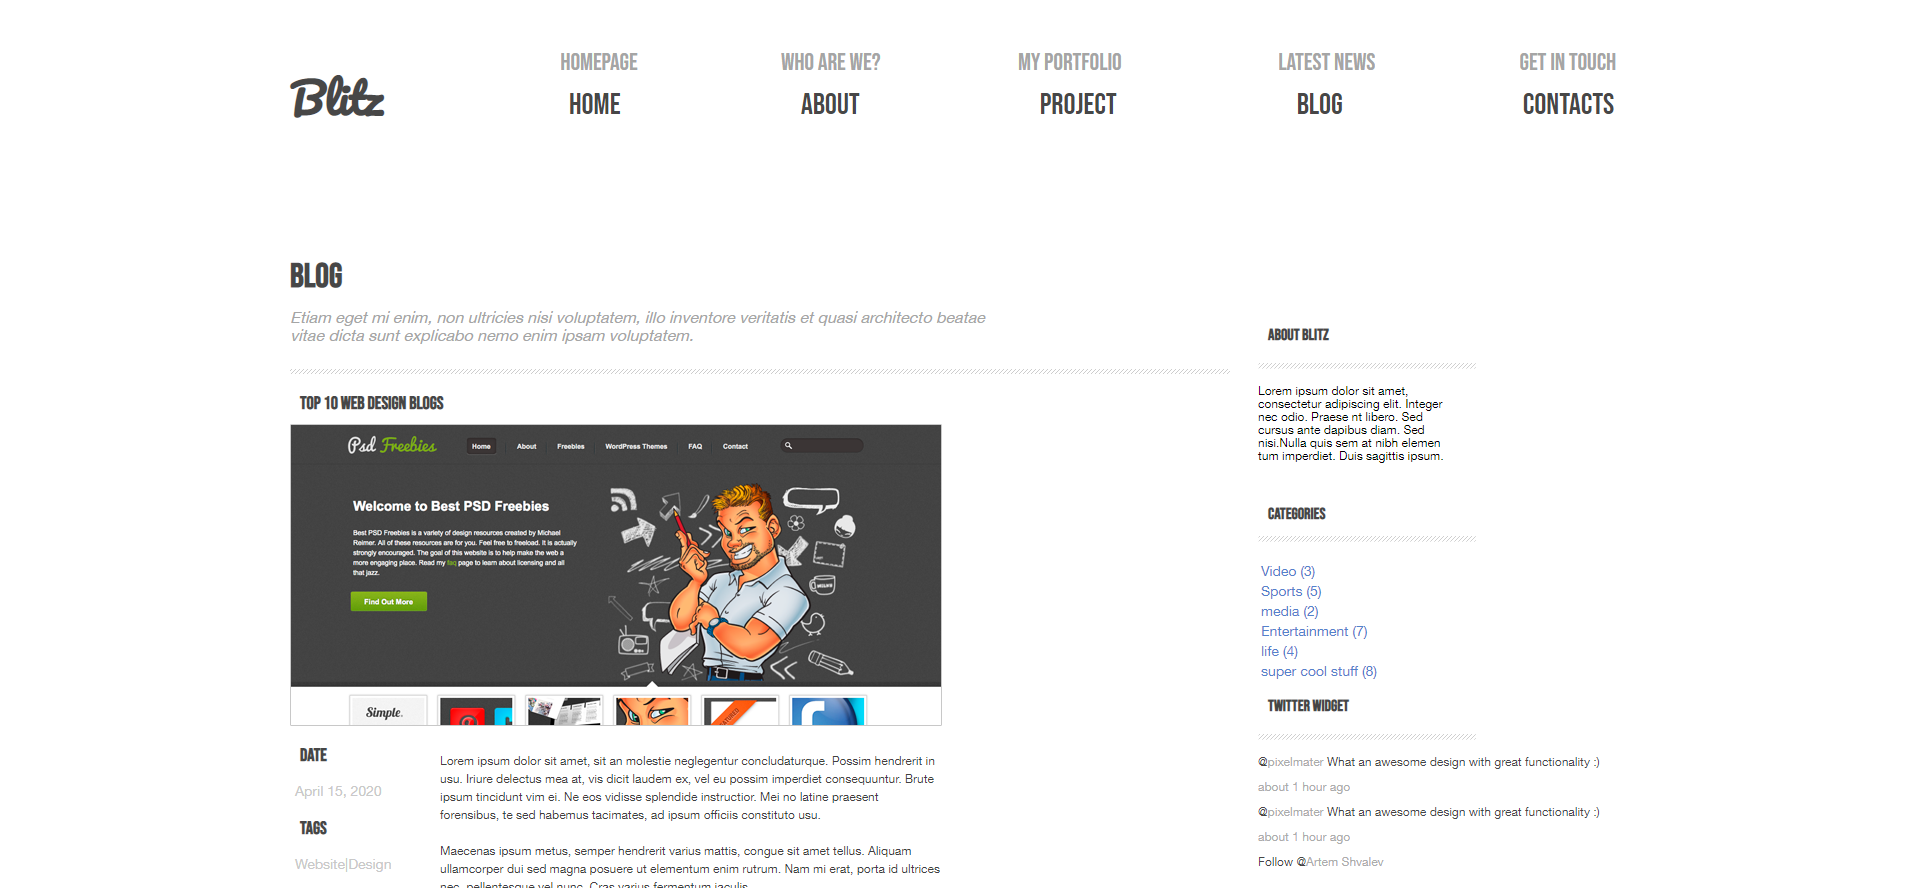 Blitz
HOMEPAGE
HOME
WHO ARE WE?
ABOUT
MY PORTFOLIO
PROJECT
LATEST NEWS
BLOG
GET IN TOUCH
CONTACTS
BLOG
Etiam eget mi enim, non ultricies nisi voluptatem, illo inventore veritatis et quasi architecto beatae
vitae dicta sunt explicabo nemo enim ipsam voluptatem.
TOP 10 WEB DESIGN BLOGS
Psd Freebies
Home
About
Freebies
WordPress Themes
FAQ
Contact
Welcome to Best PSD Freebies
Best PSD Freebies is a variety of design resources created by Michael
Reimer. All of these resources are for you. Feel free to freeload. It is actually
strongly encouraged. The goal of this website is to help make the web a
more engaging place. Read my faq page to learn about licensing and all
that jazz.
Find Out More
Simple.
DATE
April 15, 2020
TAGS
Website|Design
Lorem ipsum dolor sit amet, sit an molestie neglegentur concludaturque. Possim hendrerit in
usu. Iriure delectus mea at, vis dicit laudem ex, vel eu possim imperdiet consequuntur. Brute
ipsum tincidunt vim ei. Ne eos vidisse splendide instructior. Mei no latine praesent
forensibus, te sed habemus tacimates, ad ipsum officiis constituto usu.
Maecenas ipsum metus, semper hendrerit varius mattis, congue sit amet tellus. Aliquam
ullamcorper dui sed magna posuere ut elementum enim rutrum. Nam mi erat, porta id ultrices
nec, pellentesque vel nunc. Cras varius fermentum iaculis.
ABOUT BLITZ
Lorem ipsum dolor sit amet,
consectetur adipiscing elit. Integer
nec odio. Praese nt libero. Sed
cursus ante dapibus diam. Sed
nisi.Nulla quis sem at nibh elemen
tum imperdiet. Duis sagittis ipsum.
CATEGORIES
Video (3)
Sports (5)
media (2)
Entertainment (7)
life (4)
super cool stuff (8)
TWITTER WIDGET
@pixelmater What an awesome design with great functionality :)
about 1 hour ago
@pixelmater What an awesome design with great functionality :)
about 1 hour ago
Follow @Artem Shvalev